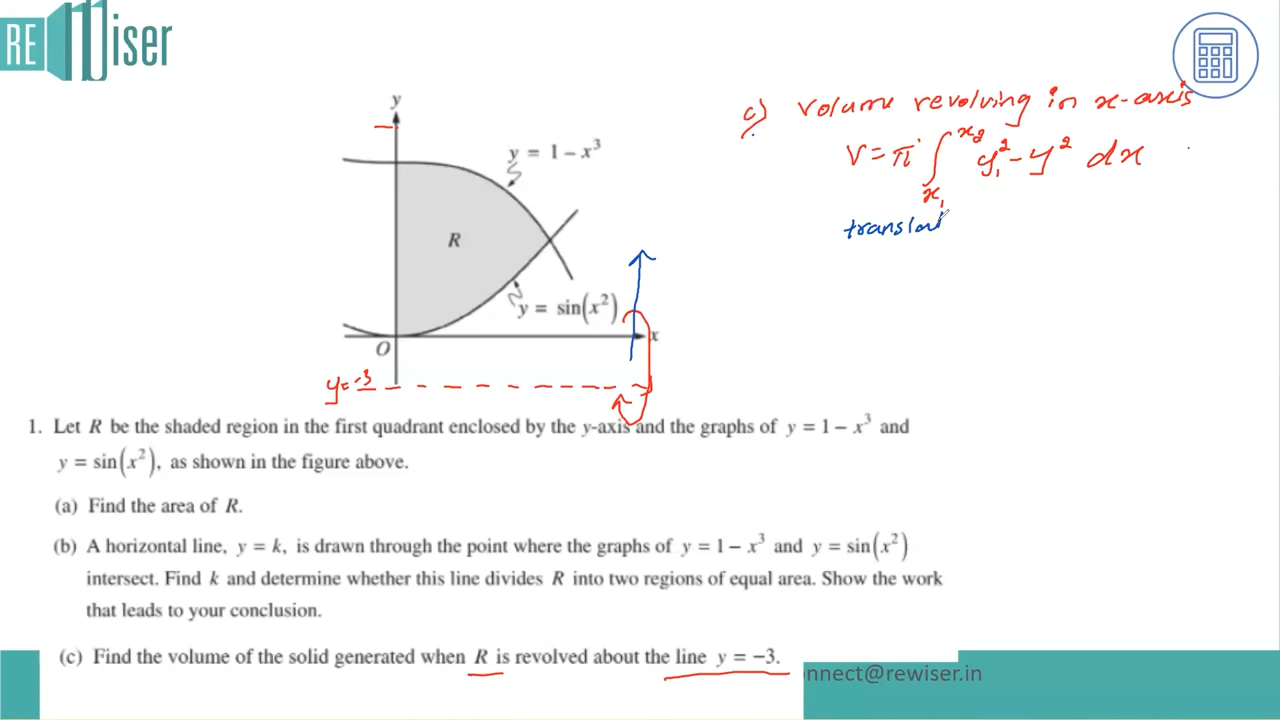 REWiser
c) volume revolving in x-axis
V = π ∫ x₁ x₂ y₁² - y² dx
translat
y
y = 1 - x³
R
y = sin(x²)
x
O
y = -3
1. Let R be the shaded region in the first quadrant enclosed by the y-axis and the graphs of y = 1 - x³ and
y = sin(x²), as shown in the figure above.
(a) Find the area of R.
(b) A horizontal line, y = k, is drawn through the point where the graphs of y = 1 - x³ and y = sin(x²)
intersect. Find k and determine whether this line divides R into two regions of equal area. Show the work
that leads to your conclusion.
(c) Find the volume of the solid generated when R is revolved about the line y = -3.
nnect@rewiser.in